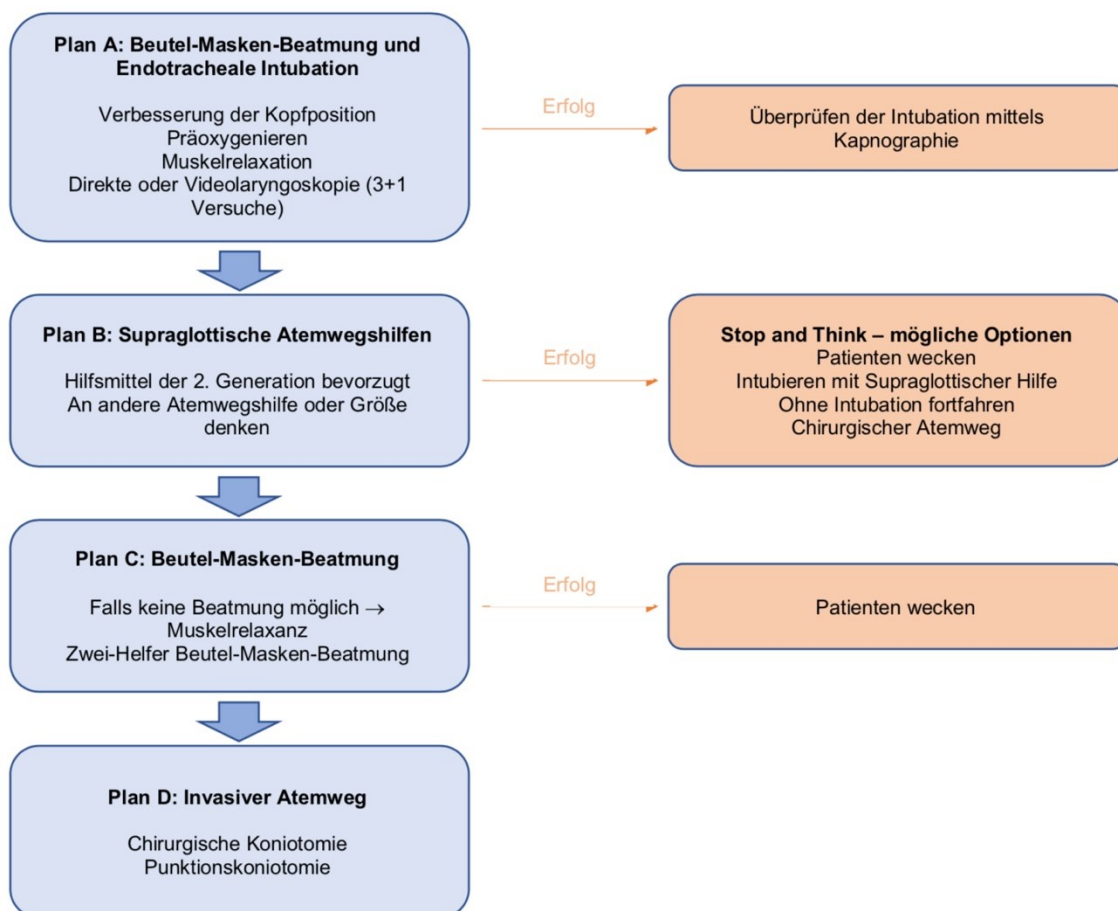 Plan A: Beutel-Masken-Beatmung und
Endotracheale Intubation
Verbesserung der Kopfposition
Präoxygenieren
Muskelrelaxation
Direkte oder Videolaryngoskopie (3+1
Versuche)
Erfolg
Überprüfen der Intubation mittels
Kapnographie
Plan B: Supraglottische Atemwegshilfen
Hilfsmittel der 2. Generation bevorzugt
An andere Atemwegshilfe oder Größe
denken
Erfolg
Stop and Think – mögliche Optionen
Patienten wecken
Intubieren mit Supraglottischer Hilfe
Ohne Intubation fortfahren
Chirurgischer Atemweg
Plan C: Beutel-Masken-Beatmung
Falls keine Beatmung möglich →
Muskelrelaxanz
Zwei-Helfer Beutel-Masken-Beatmung
Erfolg
Patienten wecken
Plan D: Invasiver Atemweg
Chirurgische Koniotomie
Punktionskoniotomie